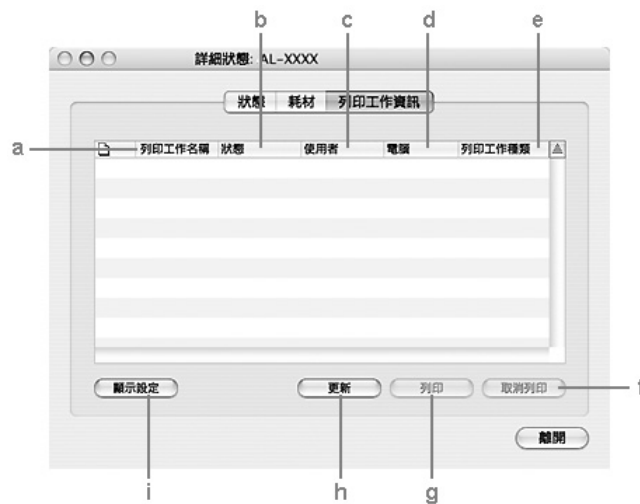 b c d e
詳細狀態: AL-XXXX
狀態 耗材 列印工作資訊
a
列印工作名稱 狀態 使用者 電腦 列印工作種類
顯示設定 更新 列印 取消列印 f
離開
i h g